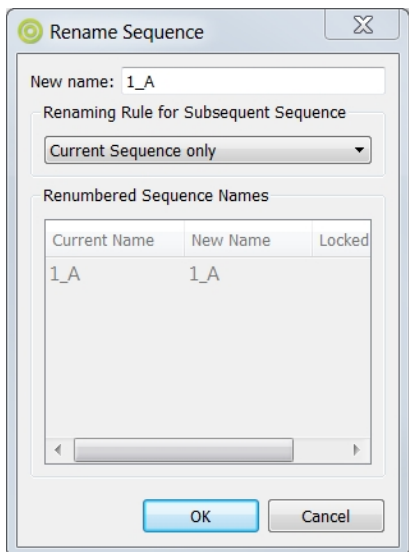 Rename Sequence
New name: 1_A
Renaming Rule for Subsequent Sequence
Current Sequence only
Renumbered Sequence Names
Current Name New Name Locked
1_A 1_A
OK Cancel